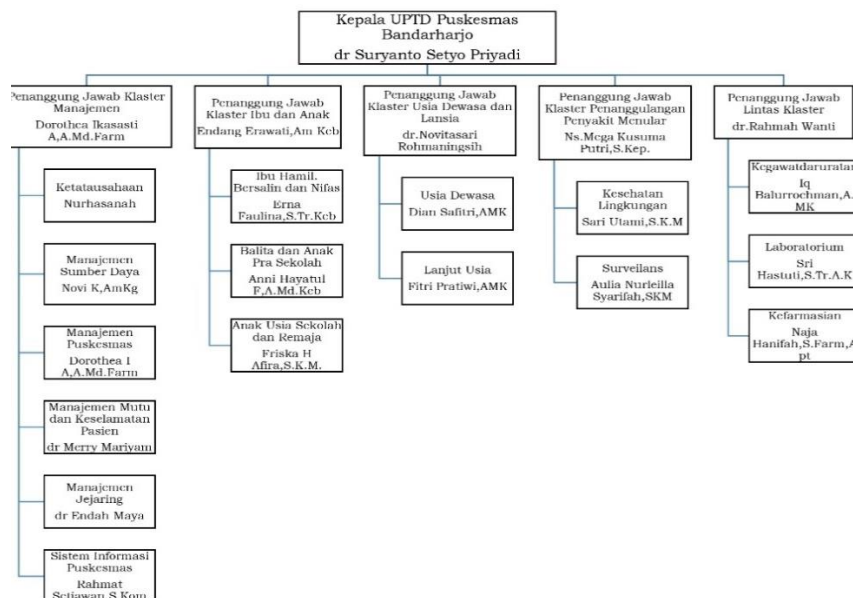 Kepala UPTD Puskesmas
Bandarharjo
dr Suryanto Setyo Priyadi
Penanggung Jawab Klaster
Manajemen
Dorothea Ikasasti
A,A.Md.Farm
Ketatausahaan
Nurhasanah
Manajemen
Sumber Daya
Novi K,AmKg
Manajemen
Puskesmas
Dorothea I
A,A.Md.Farm
Manajemen Mutu
dan Keselamatan
Pasien
dr Merry Mariyam
Manajemen
Jejaring
dr Endah Maya
Sistem Informasi
Puskesmas
Rahmat
Setiawan,S.Kom
Penanggung Jawab
Klaster Ibu dan Anak
Endang Erawati,Am Keb
Ibu Hamil.
Bersalin dan Nifas
Erna
Faulina,S.Tr.Keb
Balita dan Anak
Pra Sekolah
Anni Hayatul
F,A.Md.Keb
Anak Usia Sekolah
dan Remaja
Friska H
Afira,S.K.M.
Penanggung Jawab
Klaster Usia Dewasa dan
Lansia
dr.Novitasari
Rohmaningsih
Usia Dewasa
Dian Safitri,AMK
Lanjut Usia
Fitri Pratiwi,AMK
Penanggung Jawab
Klaster Penanggulangan
Penyakit Menular
Ns.Mega Kusuma
Putri,S.Kep.
Kesehatan
Lingkungan
Sari Utami,S.K.M
Surveilans
Aulia Nurleilla
Syarifah,SKM
Penanggung Jawab
Lintas Klaster
dr.Rahmah Wanti
Kegawatdaruratan
Iq
Balurrochman,A.
MK
Laboratorium
Sri
Hastuti,S.Tr.A.K
Kefarmasian
Naja
Hanifah,S.Farm,A
pt